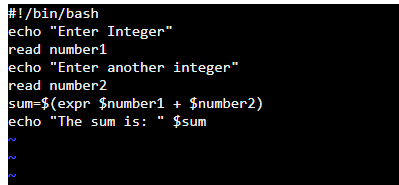 #!/bin/bash
echo "Enter Integer"
read number1
echo "Enter another integer"
read number2
sum=$(expr $number1 + $number2)
echo "The sum is: " $sum
~
~
~